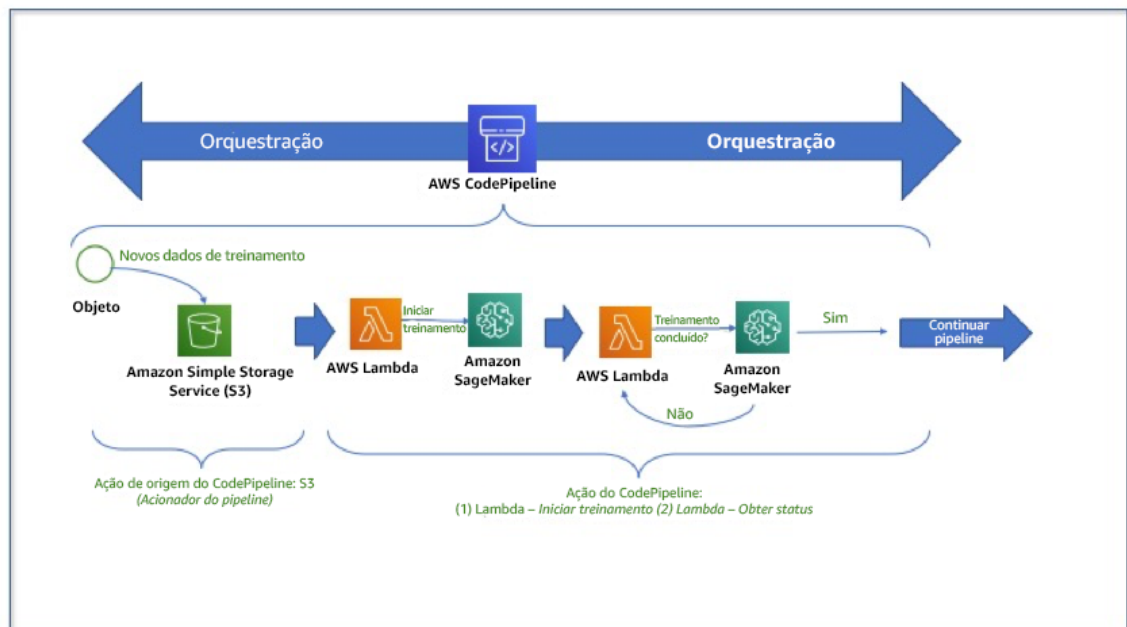 Orquestração
Orquestração
AWS CodePipeline
Novos dados de treinamento
Objeto
Amazon Simple Storage
Service (S3)
Iniciar
treinamento
AWS Lambda
Amazon
SageMaker
Treinamento
concluído?
AWS Lambda
Amazon
SageMaker
Sim
Não
Continuar
pipeline
Ação de origem do CodePipeline: S3
(Acionador do pipeline)
Ação do CodePipeline:
(1) Lambda – Iniciar treinamento (2) Lambda – Obter status